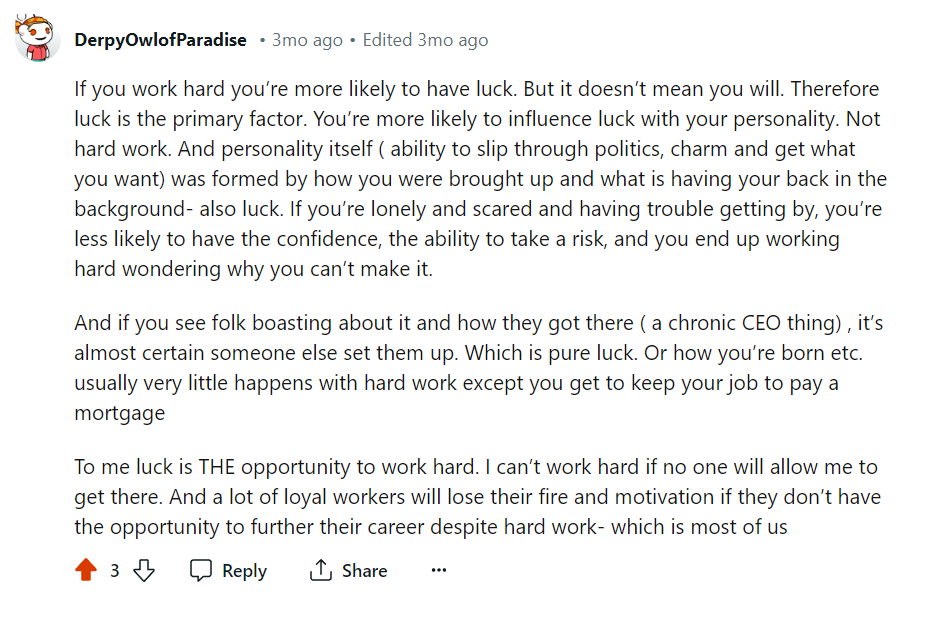 DerpyOwlofParadise • 3mo ago • Edited 3mo ago
If you work hard you're more likely to have luck. But it doesn't mean you will. Therefore
luck is the primary factor. You're more likely to influence luck with your personality. Not
hard work. And personality itself ( ability to slip through politics, charm and get what
you want) was formed by how you were brought up and what is having your back in the
background- also luck. If you're lonely and scared and having trouble getting by, you're
less likely to have the confidence, the ability to take a risk, and you end up working
hard wondering why you can't make it.
And if you see folk boasting about it and how they got there ( a chronic CEO thing) , it's
almost certain someone else set them up. Which is pure luck. Or how you're born etc.
usually very little happens with hard work except you get to keep your job to pay a
mortgage
To me luck is THE opportunity to work hard. I can't work hard if no one will allow me to
get there. And a lot of loyal workers will lose their fire and motivation if they don't have
the opportunity to further their career despite hard work- which is most of us
3 Reply Share ···